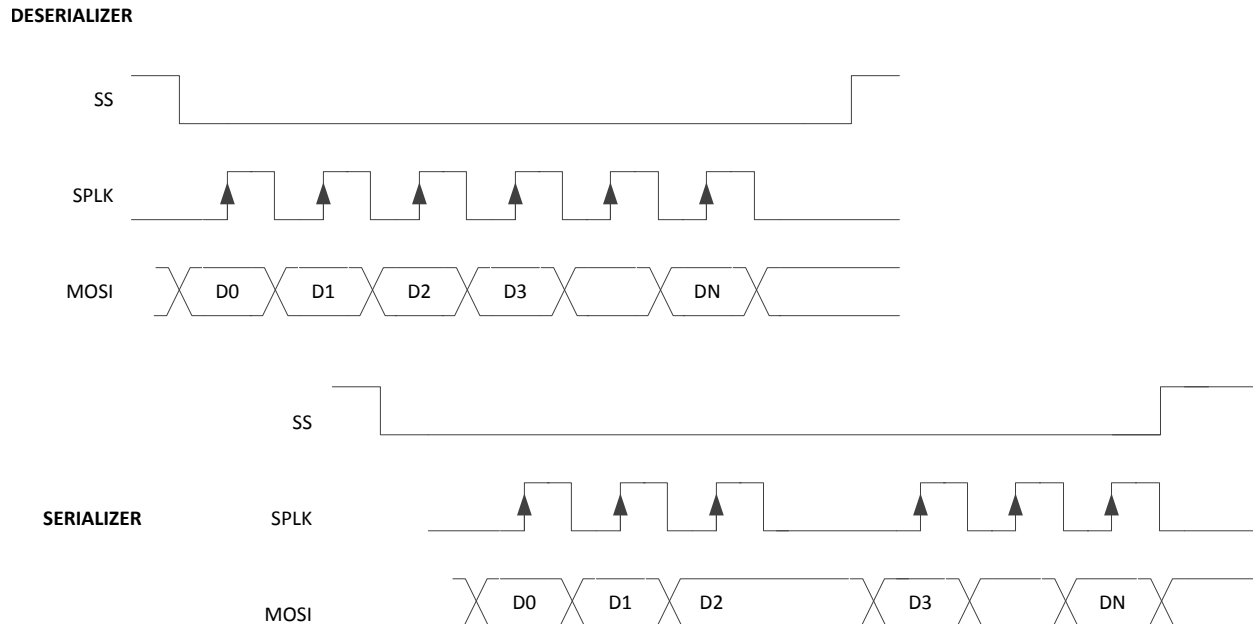 DESERIALIZER
SS
SPLK
MOSI D0 D1 D2 D3 DN
SS
SERIALIZER SPLK
MOSI D0 D1 D2 D3 DN